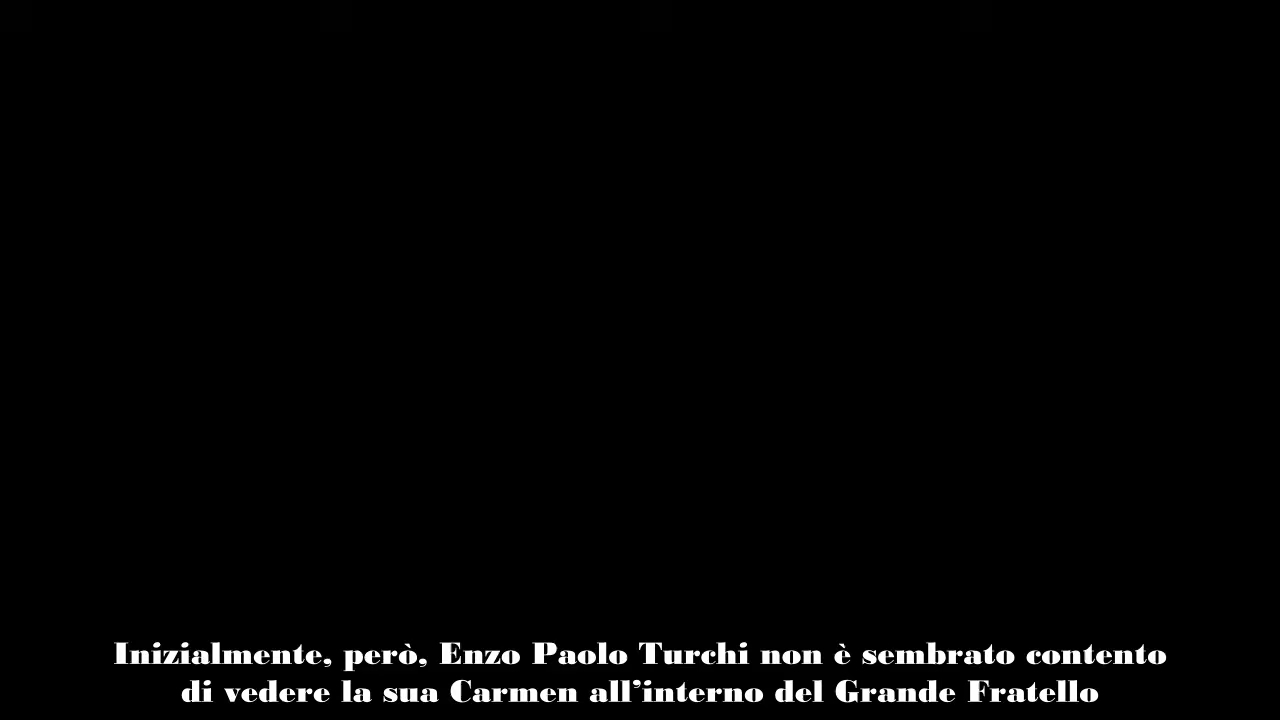 Inizialmente, però, Enzo Paolo Turchi non è sembrato contento
di vedere la sua Carmen all’interno del Grande Fratello